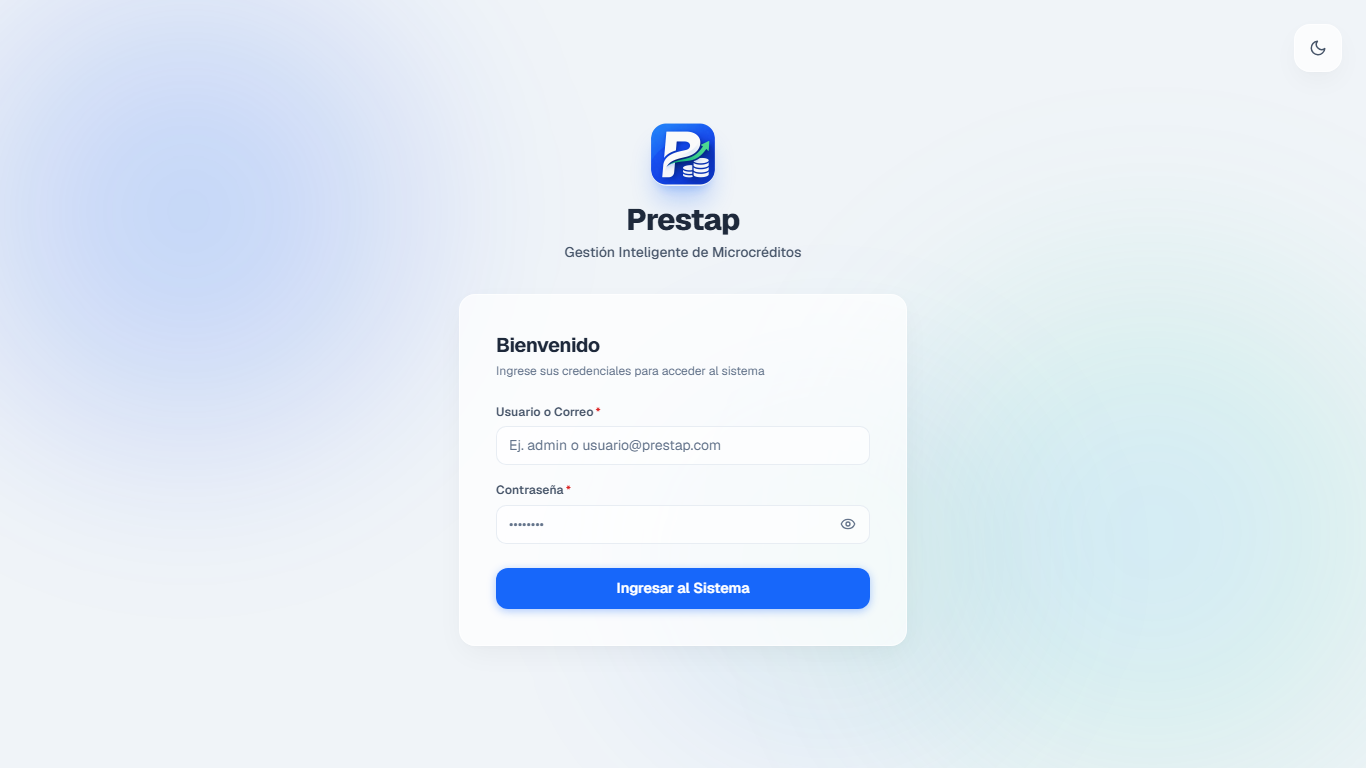 Prestap
Gestión Inteligente de Microcréditos
Bienvenido
Ingrese sus credenciales para acceder al sistema
Usuario o Correo *
Ej. admin o usuario@prestap.com
Contraseña *
••••••••
Ingresar al Sistema